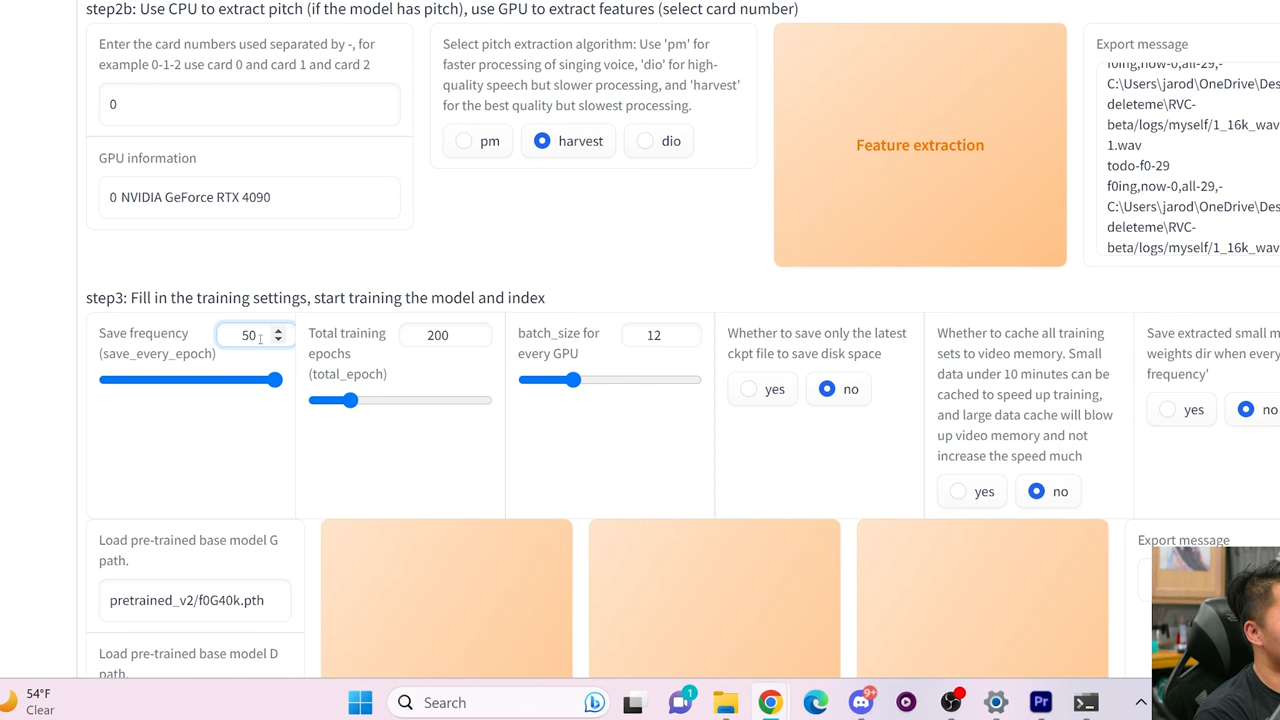 step2b: Use CPU to extract pitch (if the model has pitch), use GPU to extract features (select card number)
Enter the card numbers used separated by -, for
example 0-1-2 use card 0 and card 1 and card 2
0
GPU information
0 NVIDIA GeForce RTX 4090
Select pitch extraction algorithm: Use 'pm' for
faster processing of singing voice, 'dio' for high-
quality speech but slower processing, and 'harvest'
for the best quality but slowest processing.
pm
harvest
dio
Feature extraction
Export message
f0ing,now-0,all-29,-
C:\Users\jarod\OneDrive\Des
deleteme\RVC-
beta/logs/myself/1_16k_wav
1.wav
todo-f0-29
f0ing,now-0,all-29,-
C:\Users\jarod\OneDrive\Des
deleteme\RVC-
beta/logs/myself/1_16k_wav
step3: Fill in the training settings, start training the model and index
Save frequency
(save_every_epoch)
50
Total training
epochs
(total_epoch)
200
batch_size for
every GPU
12
Whether to save only the latest
ckpt file to save disk space
yes
no
Whether to cache all training
sets to video memory. Small
data under 10 minutes can be
cached to speed up training,
and large data cache will blow
up video memory and not
increase the speed much
yes
no
Save extracted small m
weights dir when every
frequency'
yes
no
Load pre-trained base model G
path.
pretrained_v2/f0G40k.pth
Load pre-trained base model D
path.
Export message
54°F
Clear
Search
1
9+
Pr